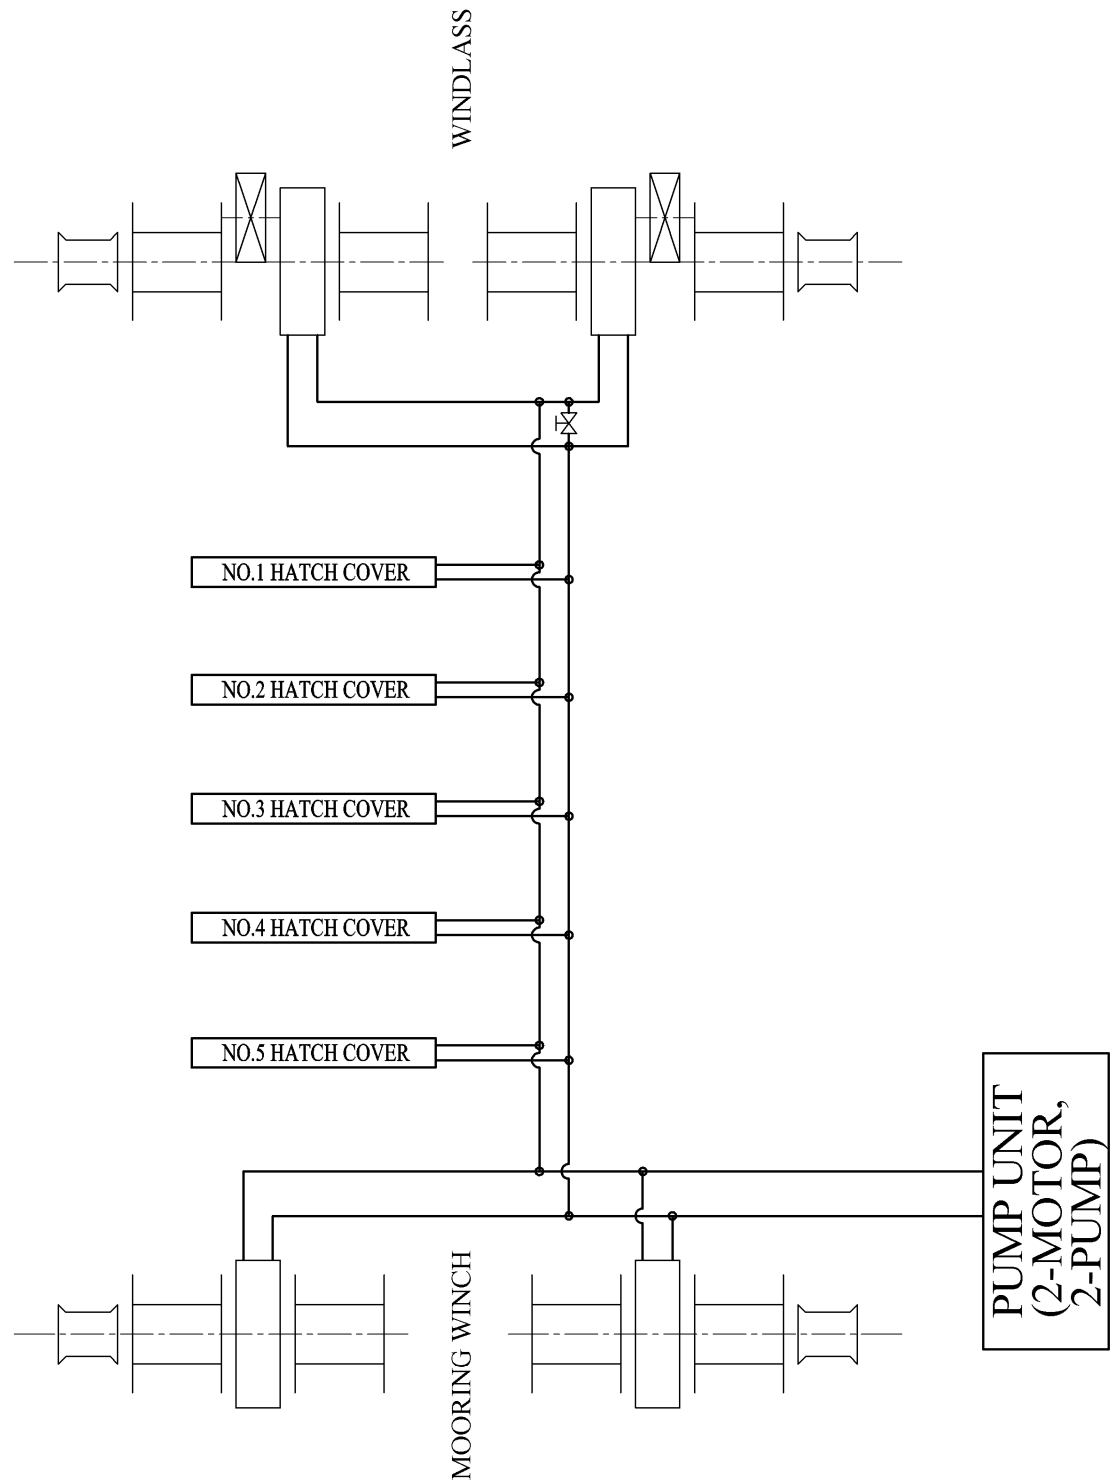 WINDLASS
NO.1 HATCH COVER
NO.2 HATCH COVER
NO.3 HATCH COVER
NO.4 HATCH COVER
NO.5 HATCH COVER
PUMP UNIT
(2-MOTOR,
2-PUMP)
MOORING WINCH